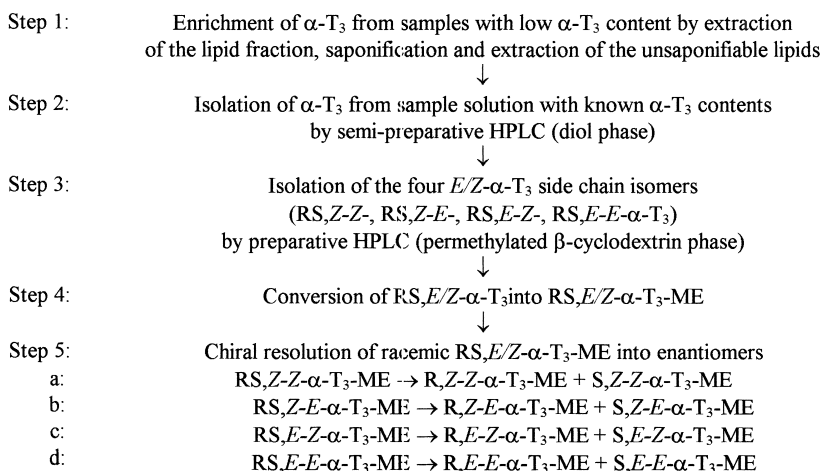 Step 1: Enrichment of α-T₃ from samples with low α-T₃ content by extraction
of the lipid fraction, saponification and extraction of the unsaponifiable lipids
↓
Step 2: Isolation of α-T₃ from sample solution with known α-T₃ contents
by semi-preparative HPLC (diol phase)
↓
Step 3: Isolation of the four E/Z-α-T₃ side chain isomers
(RS,Z-Z-, RS,Z-E-, RS,E-Z-, RS,E-E-α-T₃)
by preparative HPLC (permethylated β-cyclodextrin phase)
↓
Step 4: Conversion of RS,E/Z-α-T₃into RS,E/Z-α-T₃-ME
↓
Step 5: Chiral resolution of racemic RS,E/Z-α-T₃-ME into enantiomers
a: RS,Z-Z-α-T₃-ME → R,Z-Z-α-T₃-ME + S,Z-Z-α-T₃-ME
b: RS,Z-E-α-T₃-ME → R,Z-E-α-T₃-ME + S,Z-E-α-T₃-ME
c: RS,E-Z-α-T₃-ME → R,E-Z-α-T₃-ME + S,E-Z-α-T₃-ME
d: RS,E-E-α-T₃-ME → R,E-E-α-T₃-ME + S,E-E-α-T₃-ME